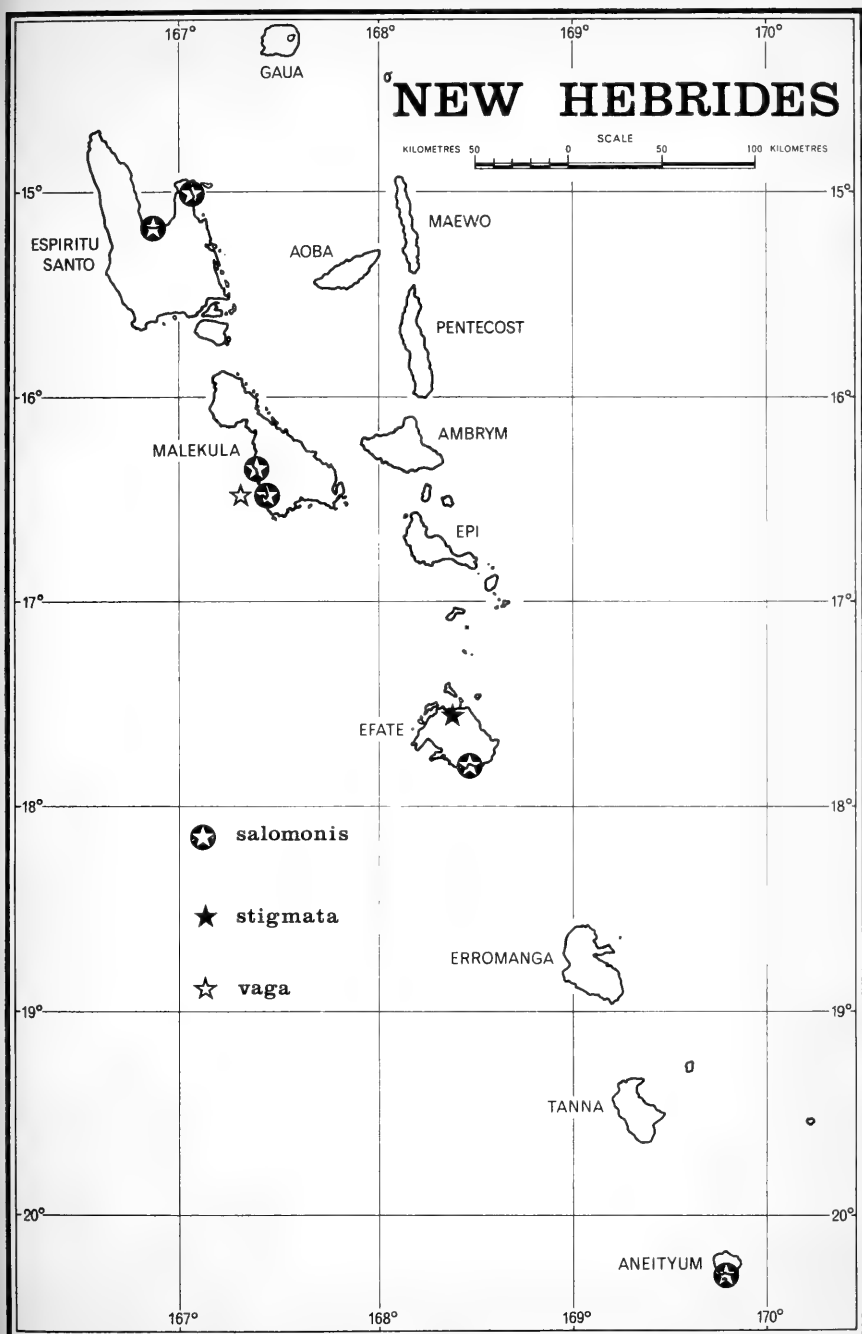 167° 168° 169° 170°
GAUA
NEW HEBRIDES
SCALE
KILOMETRES 50 0 50 100 KILOMETRES
15° 15°
MAEWO
ESPIRITU
SANTO
AOBA
PENTECOST
16° 16°
AMBRYM
MALEKULA
EPI
17° 17°
EFATE
18° 18°
salomonis
stigmata
vaga
ERROMANGA
19° 19°
TANNA
20° 20°
ANEITYUM
167° 168° 169° 170°